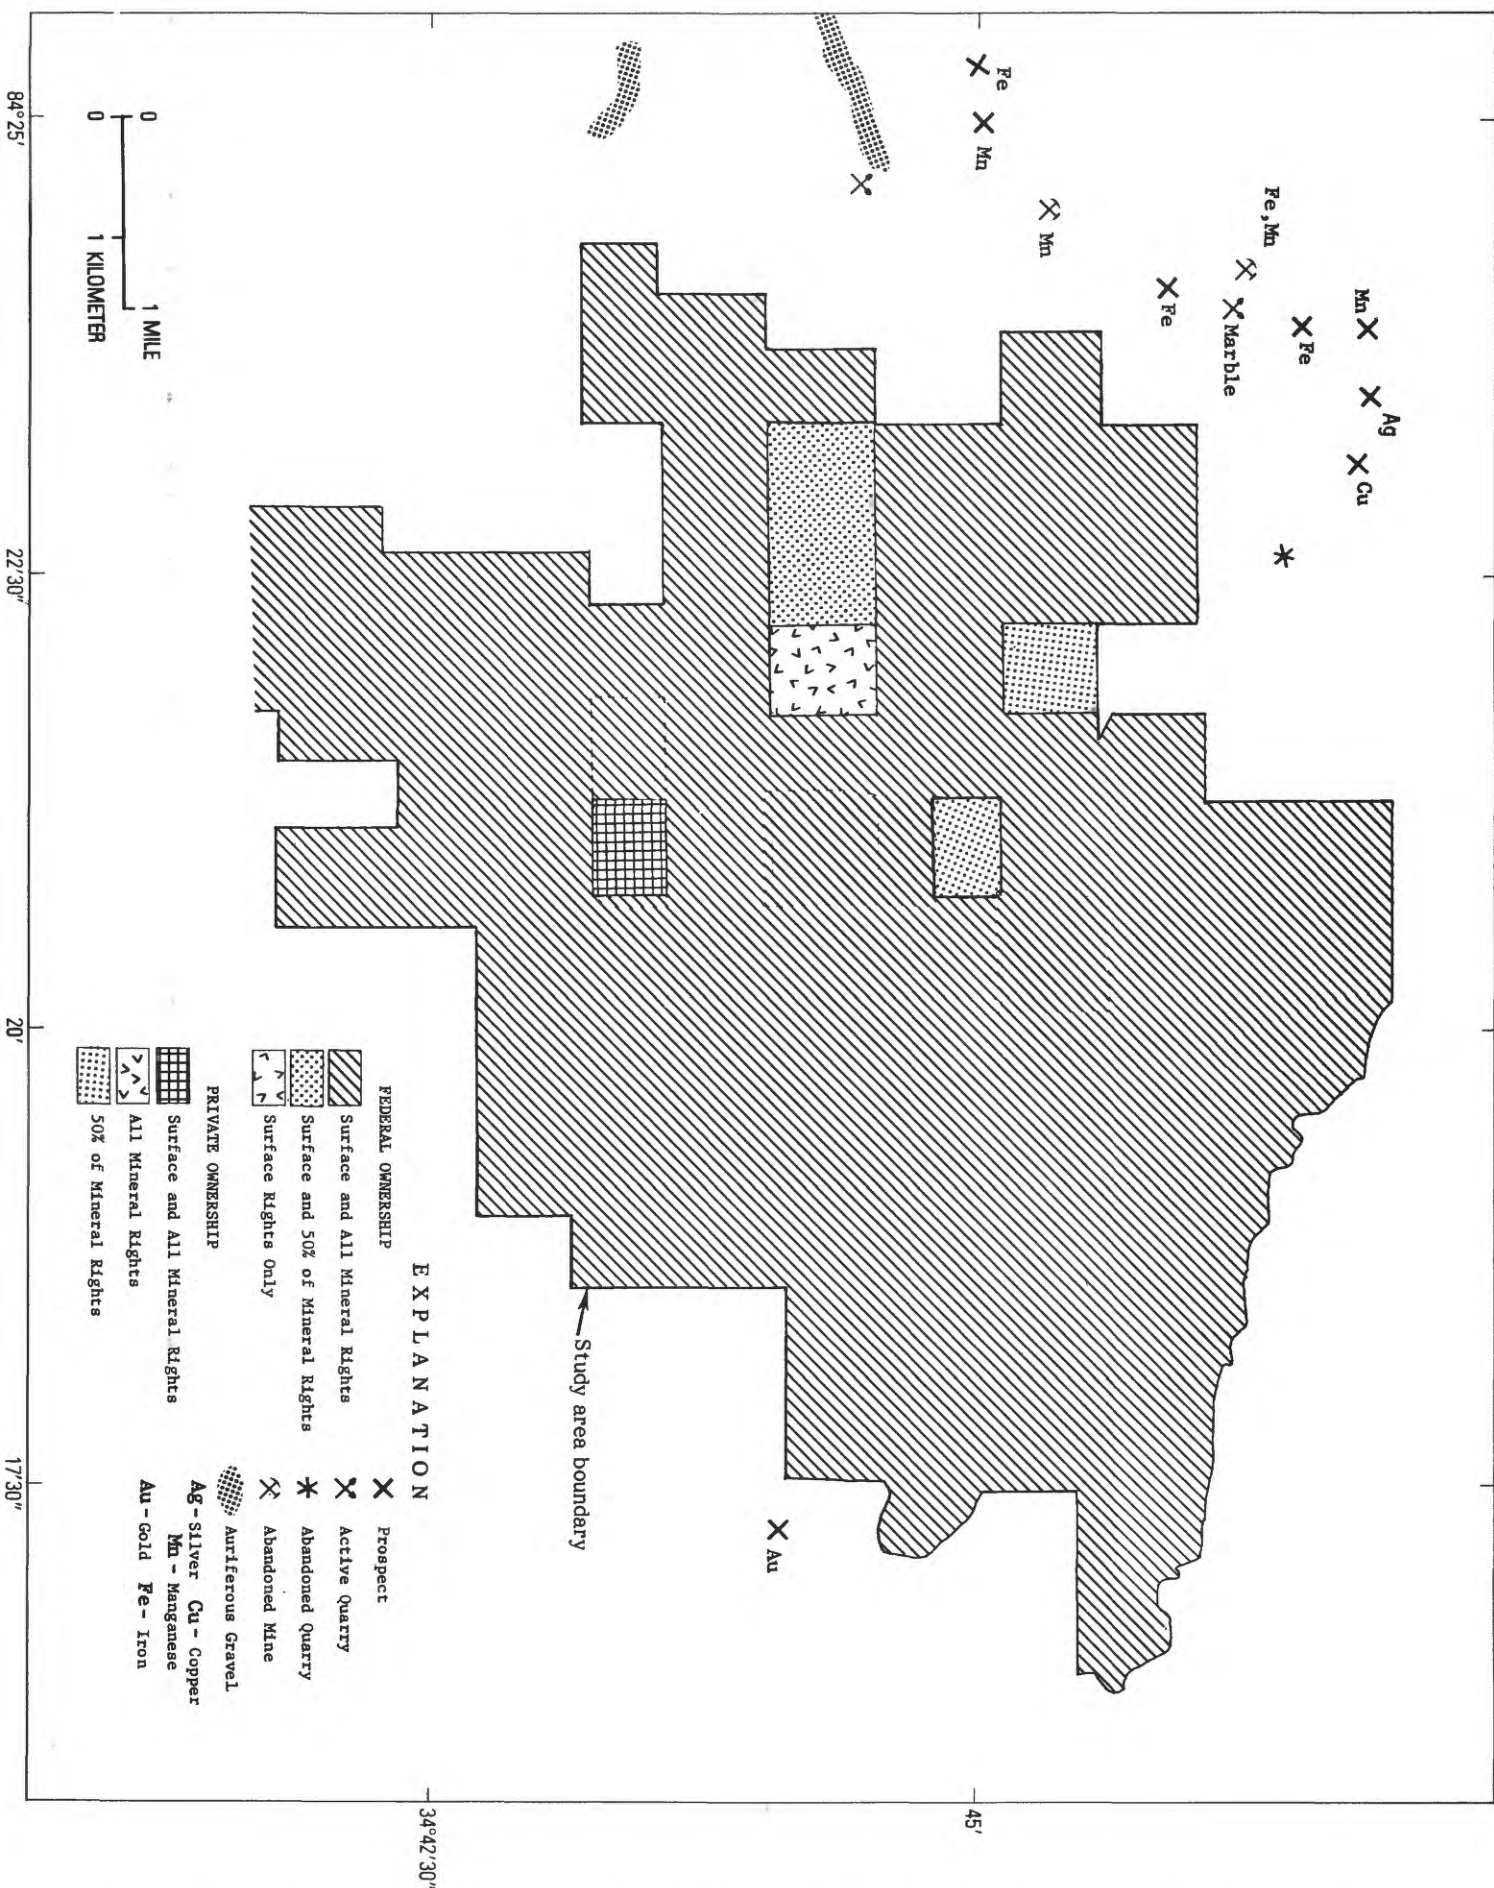 Mn
Ag
Cu
Fe
Fe,Mn
Marble
Fe
Mn
Fe
Mn
Au
Study area boundary
45'
34°42'30"
84°25'
22'30"
20'
17'30"
0 1 MILE
0 1 KILOMETER
EXPLANATION
FEDERAL OWNERSHIP
Surface and All Mineral Rights
Surface and 50% of Mineral Rights
Surface Rights Only
PRIVATE OWNERSHIP
Surface and All Mineral Rights
All Mineral Rights
50% of Mineral Rights
Prospect
Active Quarry
Abandoned Quarry
Abandoned Mine
Auriferous Gravel
Ag-Silver Cu- Copper
Mn - Manganese
Au-Gold Fe- Iron